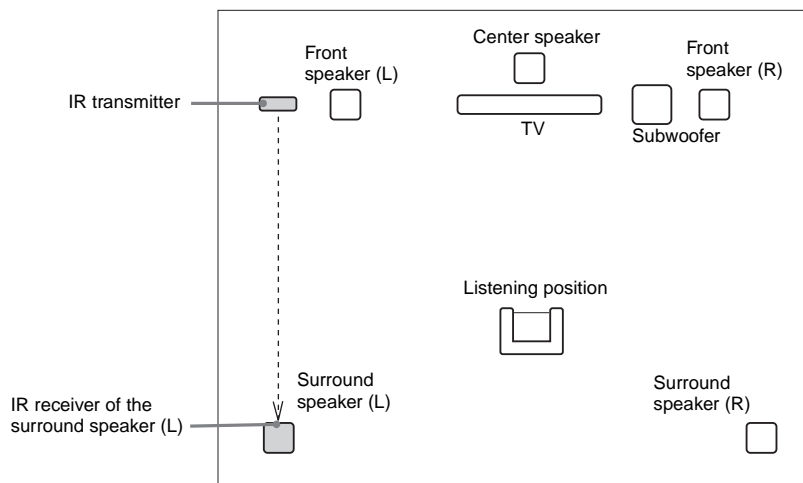 Center speaker
Front
speaker (L)
Front
speaker (R)
IR transmitter
TV
Subwoofer
Listening position
Surround
speaker (L)
Surround
speaker (R)
IR receiver of the
surround speaker (L)